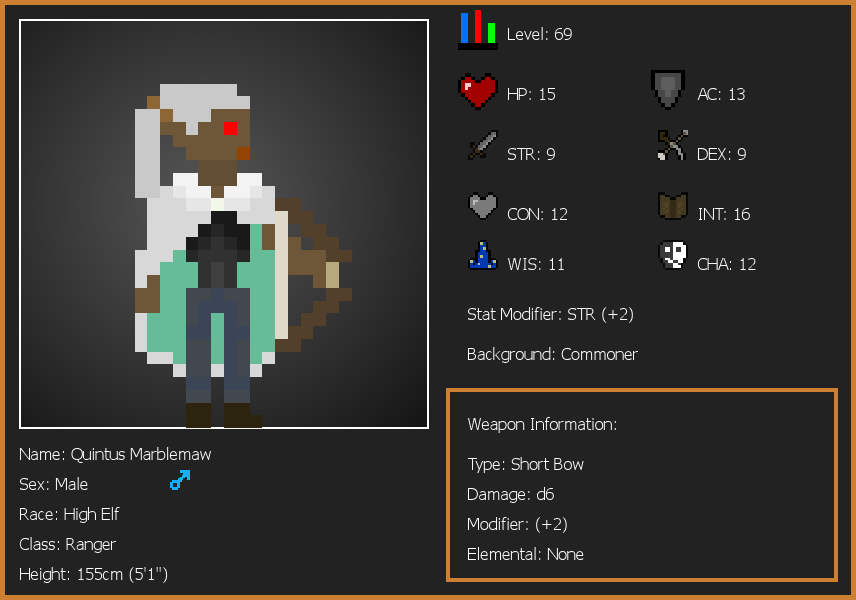 Level: 69
HP: 15
AC: 13
STR: 9
DEX: 9
CON: 12
INT: 16
WIS: 11
CHA: 12
Stat Modifier: STR (+2)
Background: Commoner
Weapon Information:
Type: Short Bow
Damage: d6
Modifier: (+2)
Elemental: None
Name: Quintus Marblemaw
Sex: Male
Race: High Elf
Class: Ranger
Height: 155cm (5'1")